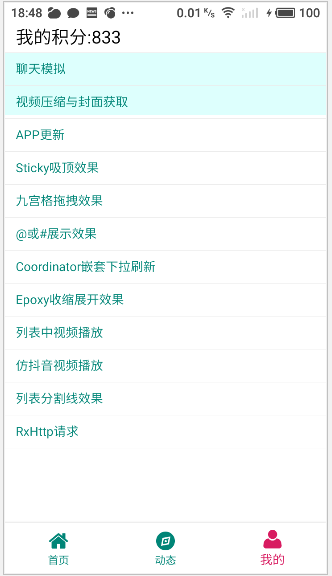 18:48 ••• 0.01 K/s 100
我的积分:833
聊天模拟
视频压缩与封面获取
APP更新
Sticky吸顶效果
九宫格拖拽效果
@或#展示效果
Coordinator嵌套下拉刷新
Epoxy收缩展开效果
列表中视频播放
仿抖音视频播放
列表分割线效果
RxHttp请求
首页 动态 我的